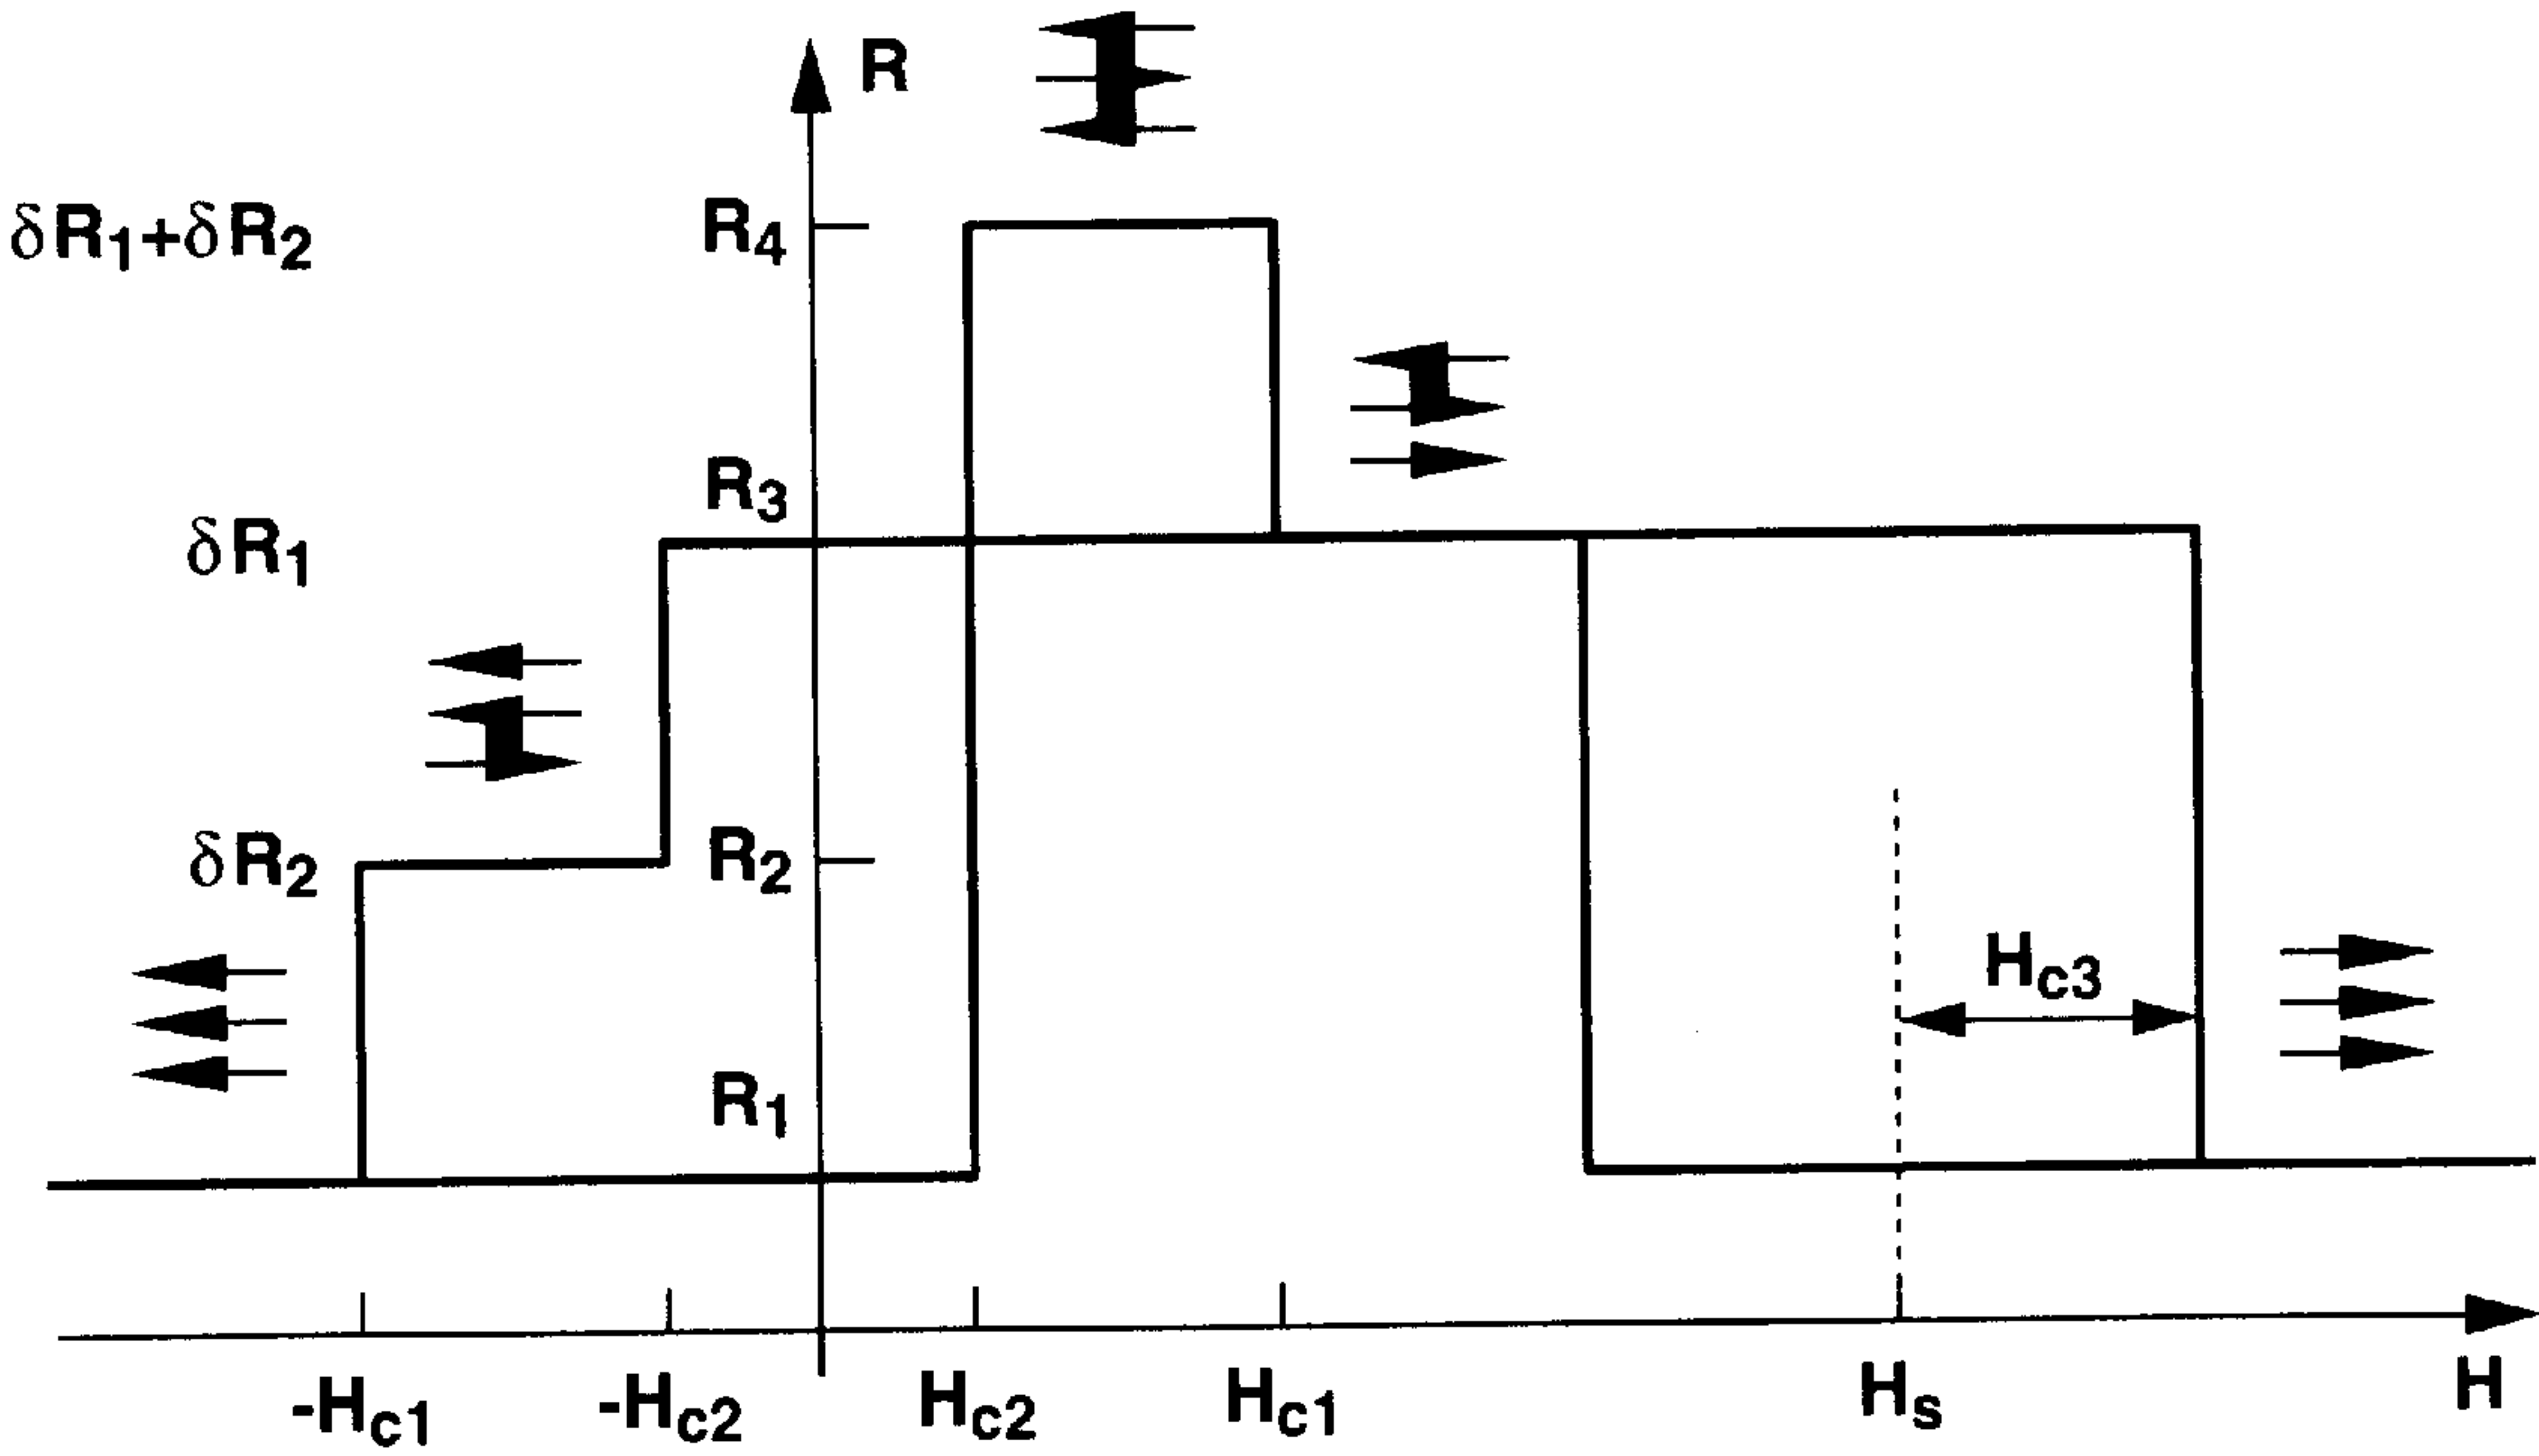 R
δR1+δR2
R4
R3
δR1
δR2
R2
Hc3
R1
-Hc1
-Hc2
Hc2
Hc1
Hs
H